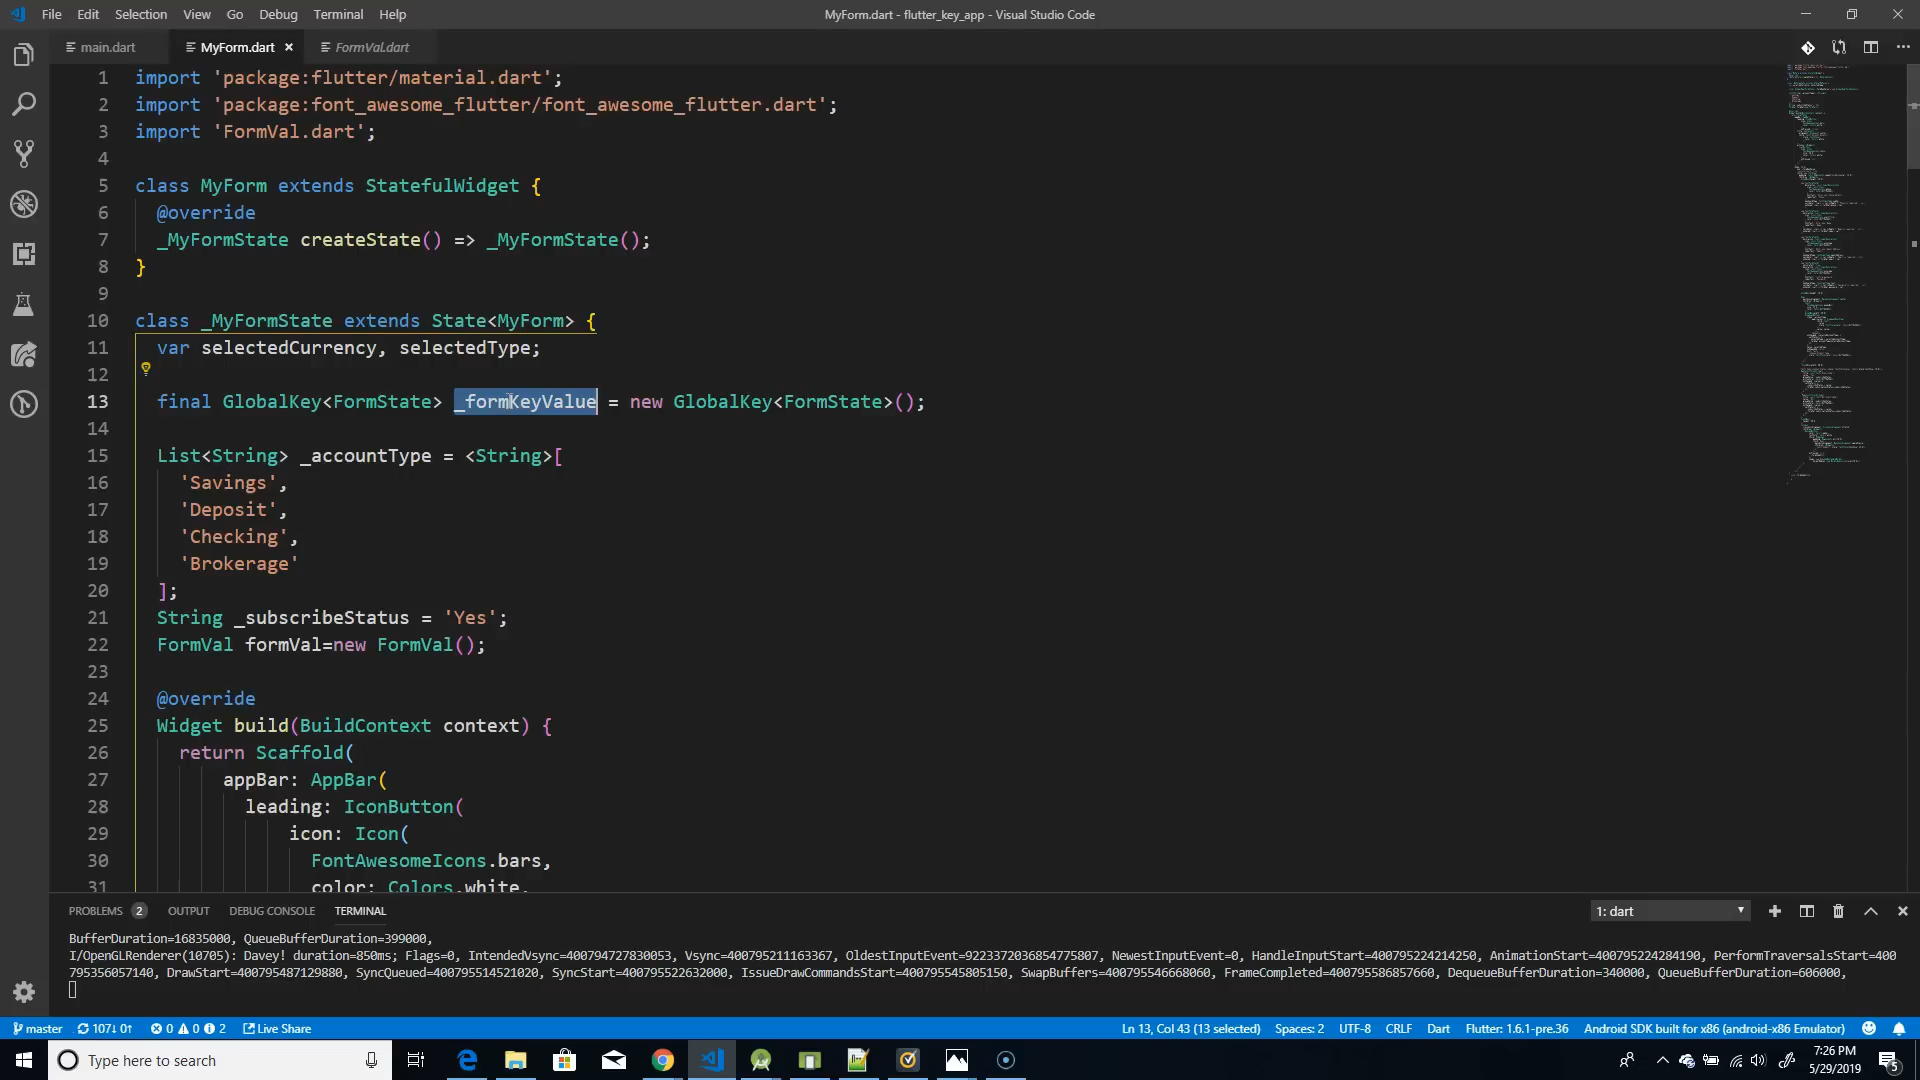 File Edit Selection View Go Debug Terminal Help
MyForm.dart - flutter_key_app - Visual Studio Code
main.dart MyForm.dart FormVal.dart
1 import 'package:flutter/material.dart';
2 import 'package:font_awesome_flutter/font_awesome_flutter.dart';
3 import 'FormVal.dart';
4
5 class MyForm extends StatefulWidget {
6 @override
7 _MyFormState createState() => _MyFormState();
8 }
9
10 class _MyFormState extends State<MyForm> {
11 var selectedCurrency, selectedType;
12
13 final GlobalKey<FormState> _formKeyValue = new GlobalKey<FormState>();
14
15 List<String> _accountType = <String>[
16 'Savings',
17 'Deposit',
18 'Checking',
19 'Brokerage'
20 ];
21 String _subscribeStatus = 'Yes';
22 FormVal formVal=new FormVal();
23
24 @override
25 Widget build(BuildContext context) {
26 return Scaffold(
27 appBar: AppBar(
28 leading: IconButton(
29 icon: Icon(
30 FontAwesomeIcons.bars,
31 color: Colors.white,
PROBLEMS 2 OUTPUT DEBUG CONSOLE TERMINAL 1: dart
BufferDuration=16835000, QueueBufferDuration=399000,
I/OpenGLRenderer(10705): Davey! duration=850ms; Flags=0, IntendedVsync=400794727830053, Vsync=400795211163367, OldestInputEvent=9223372036854775807, NewestInputEvent=0, HandleInputStart=400795224214250, AnimationStart=400795224284190, PerformTraversalsStart=400
795356057140, DrawStart=400795487129880, SyncQueued=400795514521020, SyncStart=400795522632000, IssueDrawCommandsStart=400795545805150, SwapBuffers=400795546668060, FrameCompleted=400795586857660, DequeueBufferDuration=340000, QueueBufferDuration=606000,
master 107↓ 0↑ 0 0 2 Live Share Ln 13, Col 43 (13 selected) Spaces: 2 UTF-8 CRLF Dart Flutter: 1.6.1-pre.36 Android SDK built for x86 (android-x86 Emulator)
Type here to search
7:26 PM
5/29/2019
5